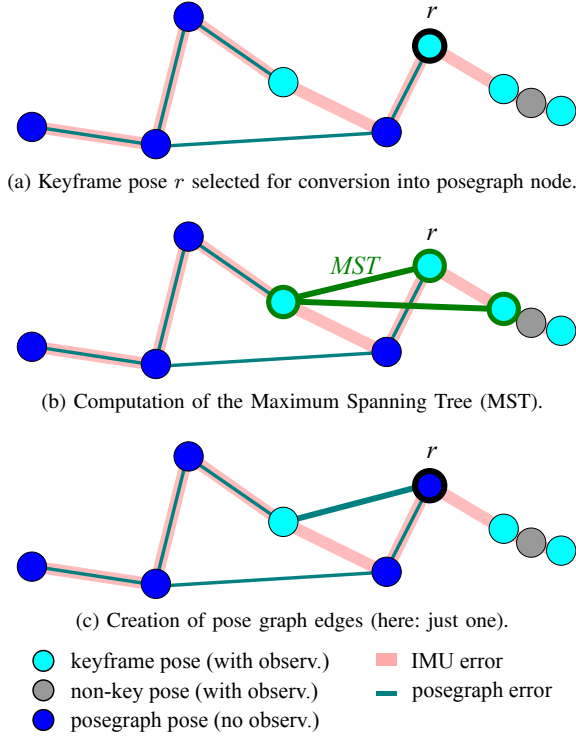 r
(a) Keyframe pose r selected for conversion into posegraph node.
r
MST
(b) Computation of the Maximum Spanning Tree (MST).
r
(c) Creation of pose graph edges (here: just one).
keyframe pose (with observ.)
IMU error
non-key pose (with observ.)
posegraph error
posegraph pose (no observ.)